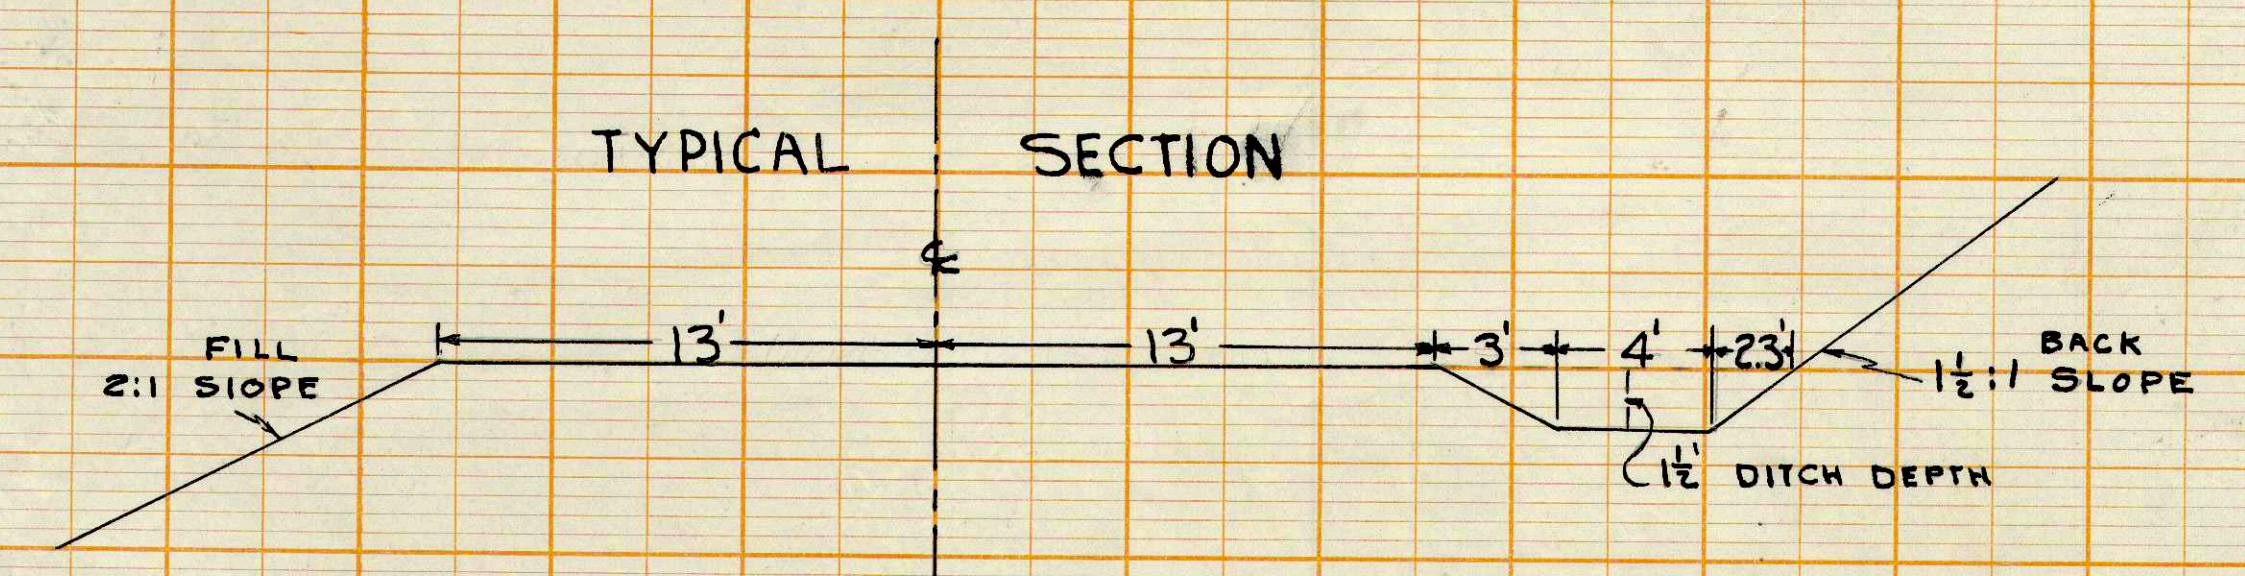 TYPICAL SECTION
℄
13' 13' 3' 4' 2.3'
FILL
2:1 SIOPE
BACK
1½:1 SLOPE
1½' DITCH DEPTH